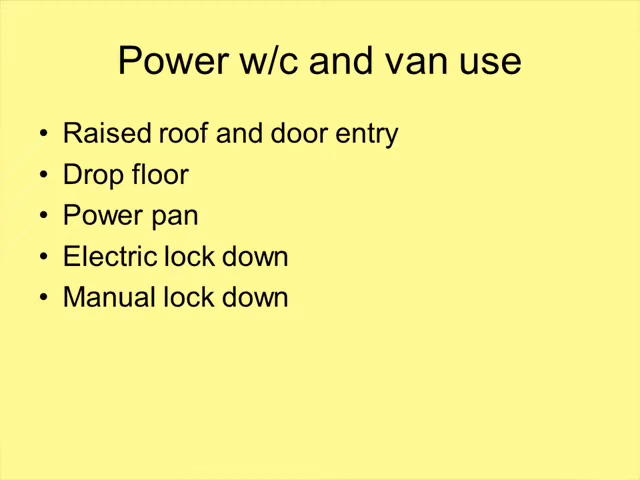 Power w/c and van use
• Raised roof and door entry
• Drop floor
• Power pan
• Electric lock down
• Manual lock down